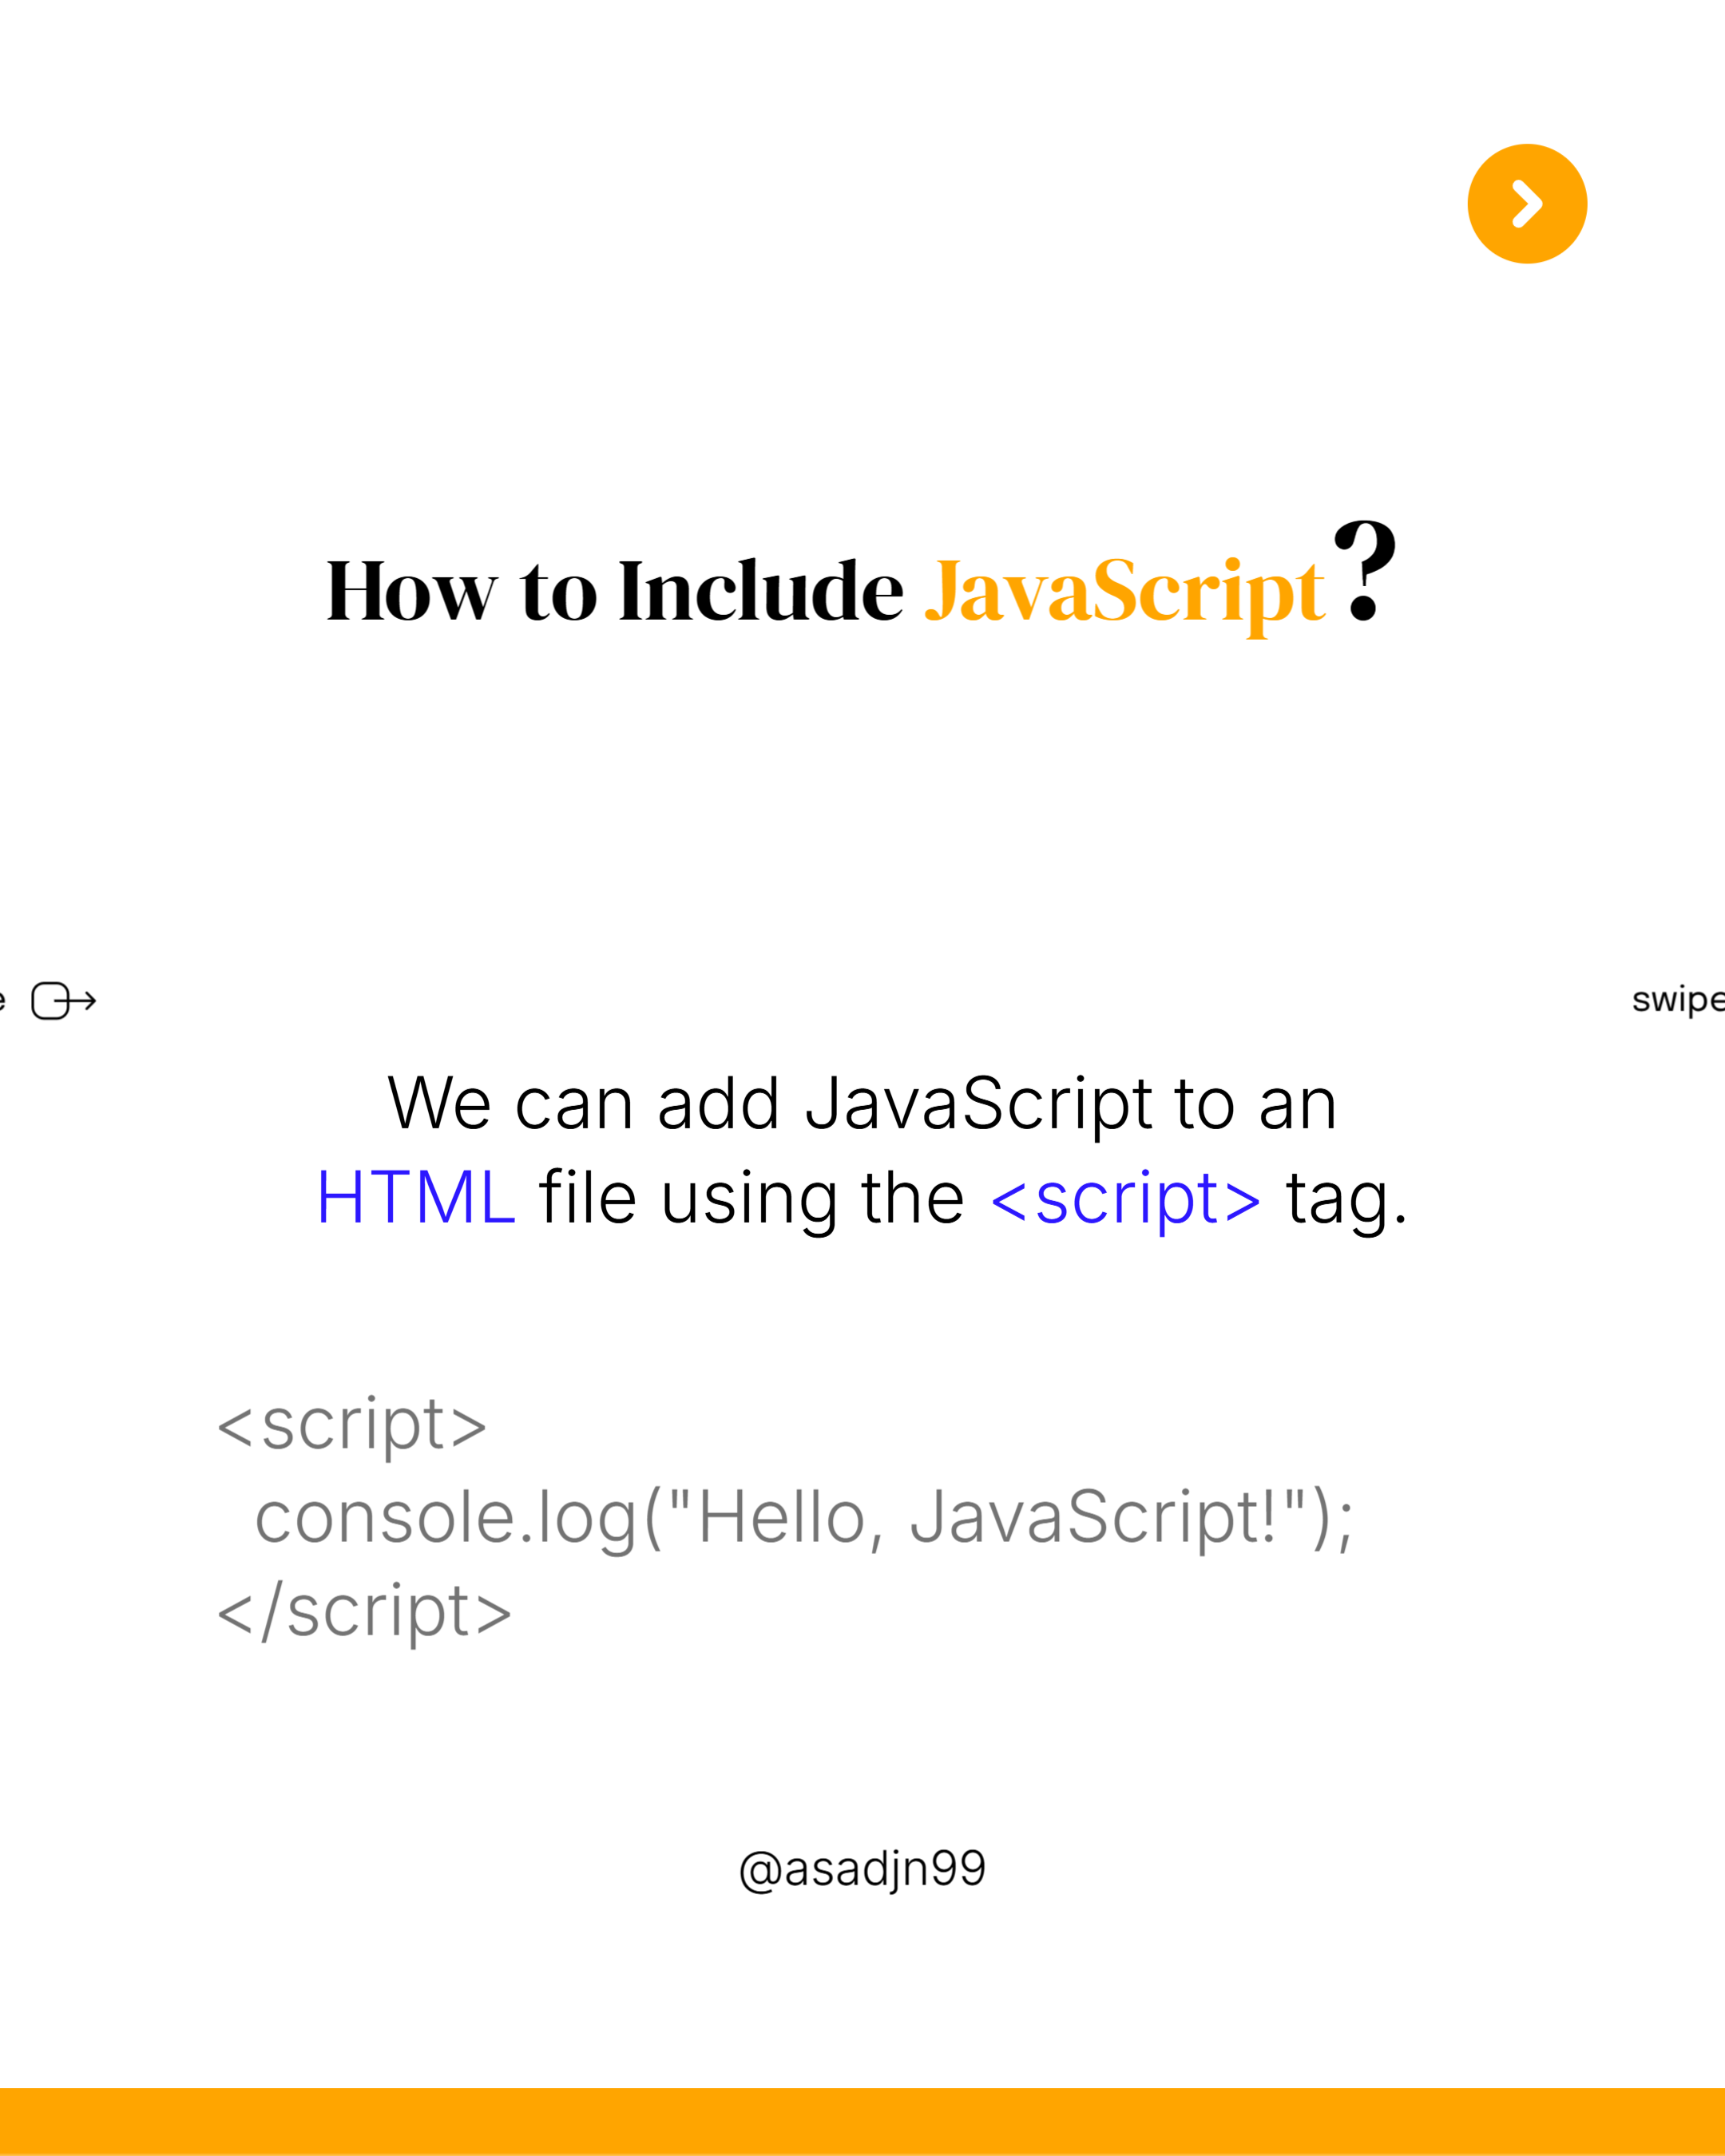 How to Include JavaScript?
e
swipe
We can add JavaScript to an
HTML file using the <script> tag.
<script>
console.log("Hello, JavaScript!");
</script>
@asadjn99